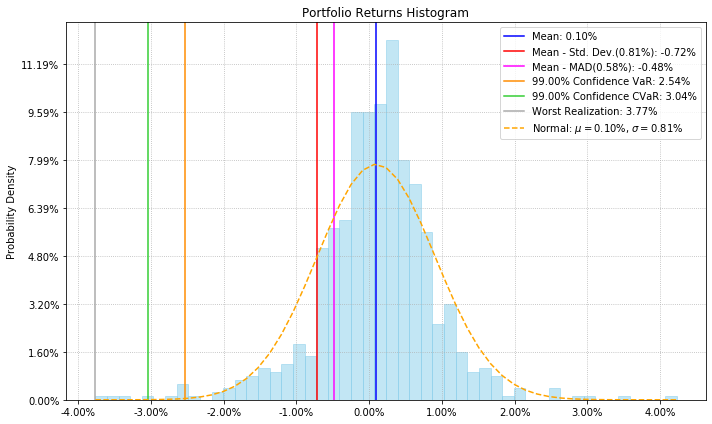 Portfolio Returns Histogram
Mean: 0.10%
Mean - Std. Dev.(0.81%): -0.72%
Mean - MAD(0.58%): -0.48%
99.00% Confidence VaR: 2.54%
99.00% Confidence CVaR: 3.04%
Worst Realization: 3.77%
Normal: μ = 0.10%, σ = 0.81%
Probability Density
11.19%
9.59%
7.99%
6.39%
4.80%
3.20%
1.60%
0.00%
-4.00% -3.00% -2.00% -1.00% 0.00% 1.00% 2.00% 3.00% 4.00%